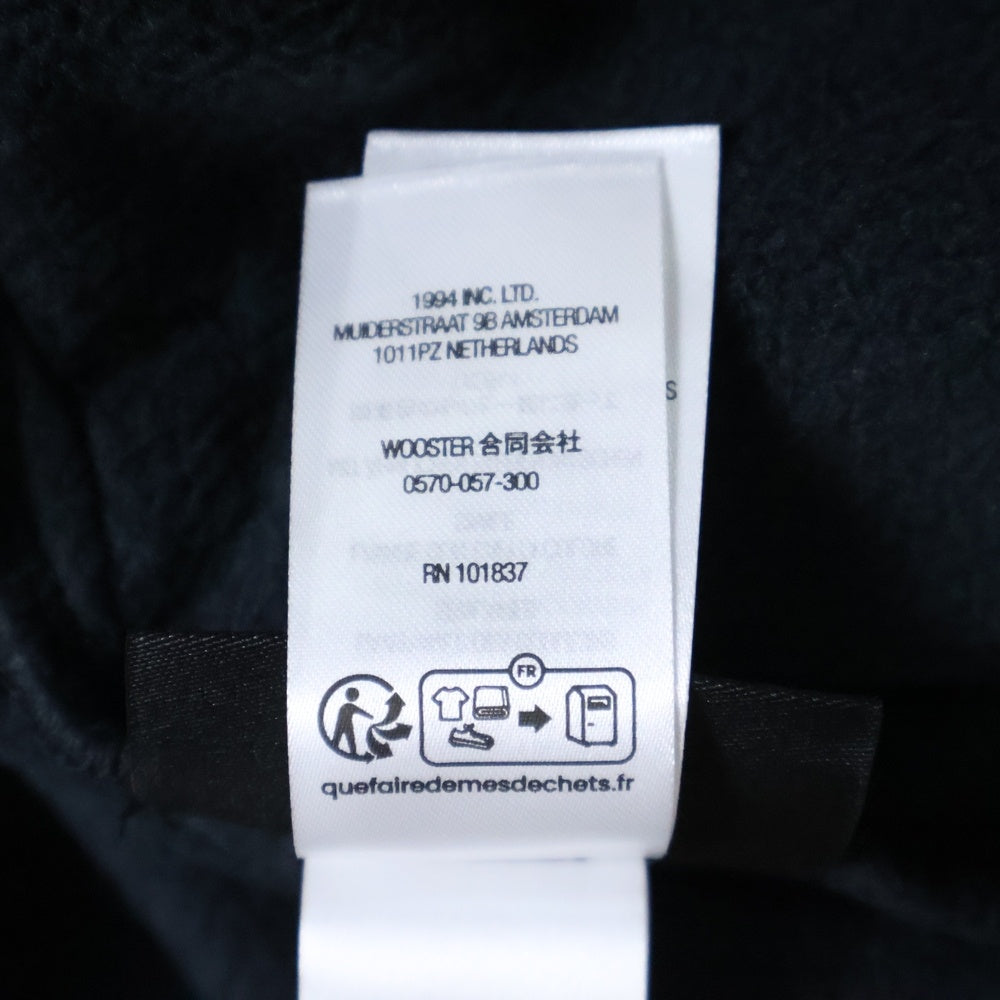 1994 INC. LTD.
MUIDERSTRAAT 9B AMSTERDAM
1011PZ NETHERLANDS
S
WOOSTER 合同会社
0570-057-300
RN 101837
FR
quefairedemesdechets.fr